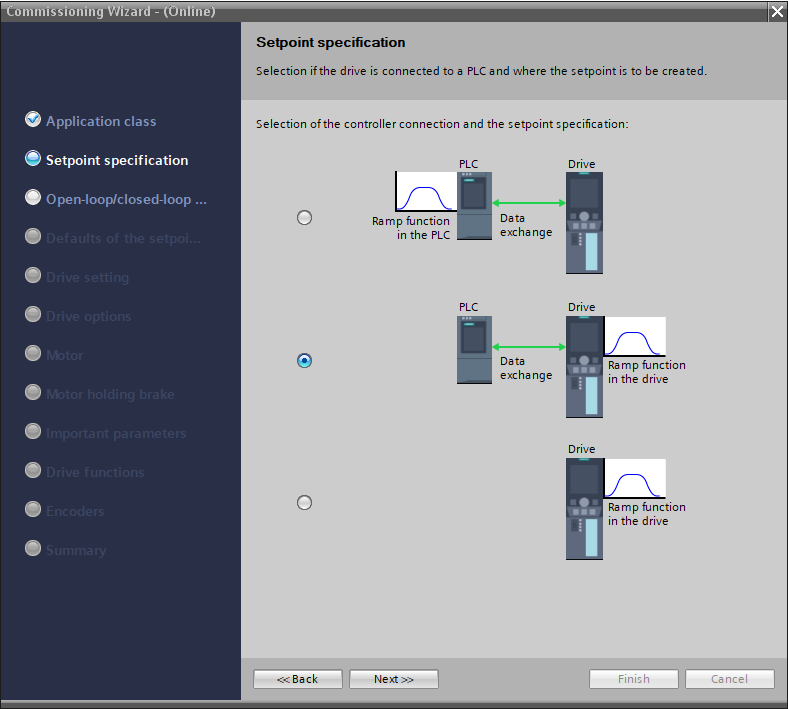 Commissioning Wizard - (Online)
Setpoint specification
Selection if the drive is connected to a PLC and where the setpoint is to be created.
Application class
Setpoint specification
Open-loop/closed-loop ...
Defaults of the setpoi...
Drive setting
Drive options
Motor
Motor holding brake
Important parameters
Drive functions
Encoders
Summary
Selection of the controller connection and the setpoint specification:
PLC
Drive
Ramp function
in the PLC
Data
exchange
PLC
Drive
Data
exchange
Ramp function
in the drive
Drive
Ramp function
in the drive
<< Back
Next >>
Finish
Cancel